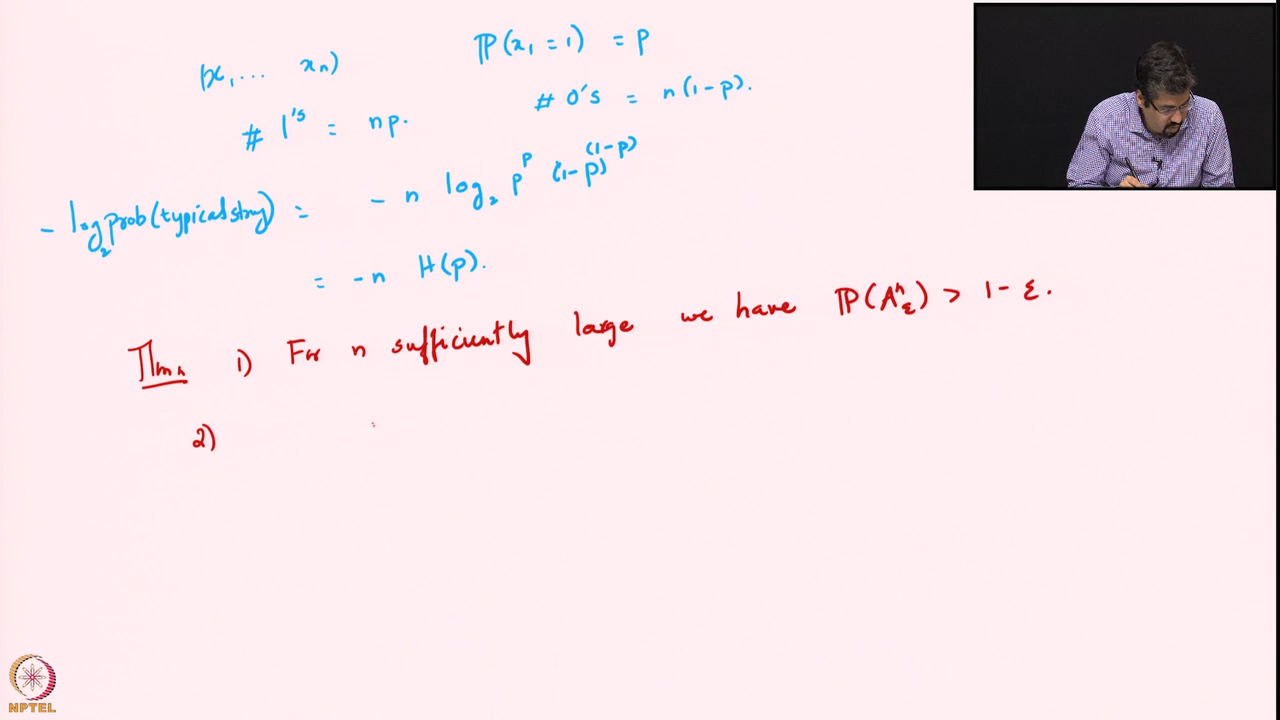 (x₁,... xₙ)
ℙ(x₁ = 1) = p
# 1's = np.
# 0's = n(1-p).
- log₂ prob(typical string) = - n log₂ p^p (1-p)^(1-p)
= -n H(p).
Thm 1) For n sufficiently large we have ℙ(Aⁿ_ε) > 1 - ε.
2)
NPTEL